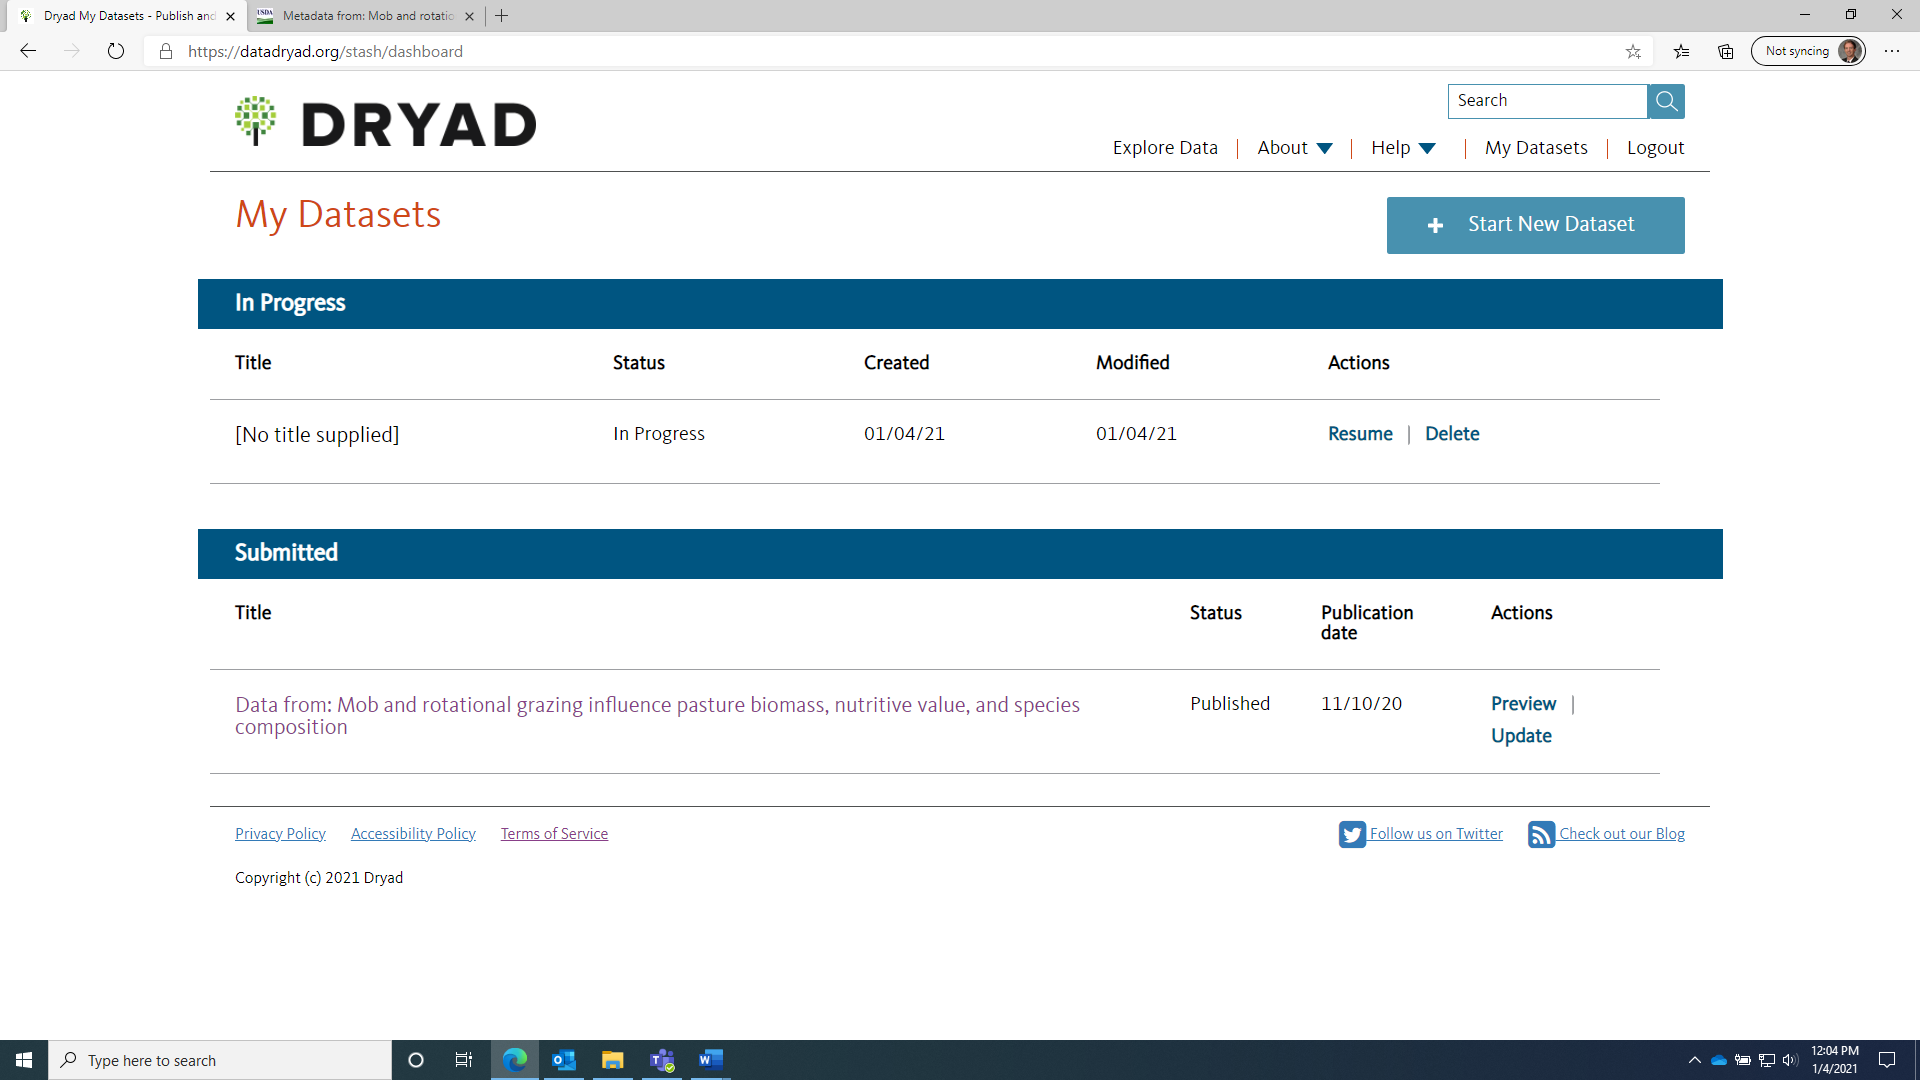 Dryad My Datasets - Publish and
USDA
Metadata from: Mob and rotatio
https://datadryad.org/stash/dashboard
Not syncing
DRYAD
Search
Explore Data
About
Help
My Datasets
Logout
My Datasets
+ Start New Dataset
In Progress
Title Status Created Modified Actions
[No title supplied] In Progress 01/04/21 01/04/21 Resume | Delete
Submitted
Title Status Publication Actions
date
Data from: Mob and rotational grazing influence pasture biomass, nutritive value, and species Published 11/10/20 Preview |
composition Update
Privacy Policy Accessibility Policy Terms of Service Follow us on Twitter Check out our Blog
Copyright (c) 2021 Dryad
Type here to search
12:04 PM
1/4/2021